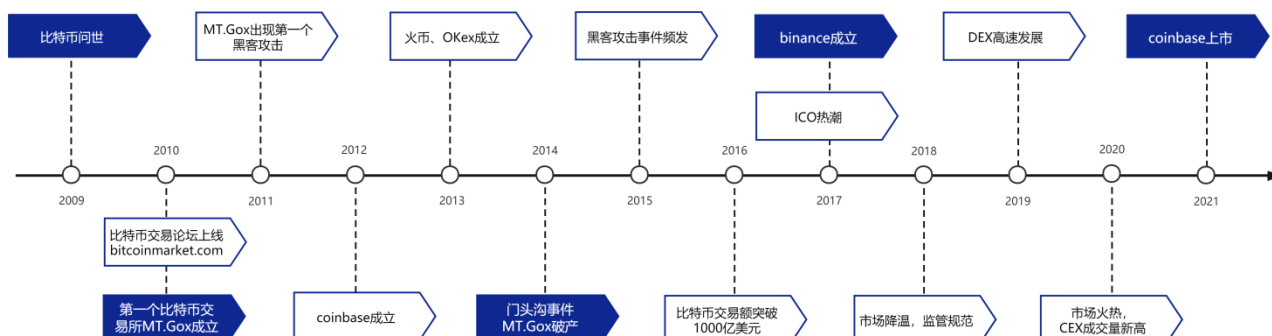 比特币问世
MT.Gox出现第一个
黑客攻击
火币、OKex成立
黑客攻击事件频发
binance成立
DEX高速发展
coinbase上市
ICO热潮
2010
2012
2014
2016
2018
2020
2009
2011
2013
2015
2017
2019
2021
比特币交易论坛上线
bitcoinmarket.com
第一个比特币交
易所MT.Gox成立
coinbase成立
门头沟事件
MT.Gox破产
比特币交易额突破
1000亿美元
市场降温，监管规范
市场火热，
CEX成交量新高